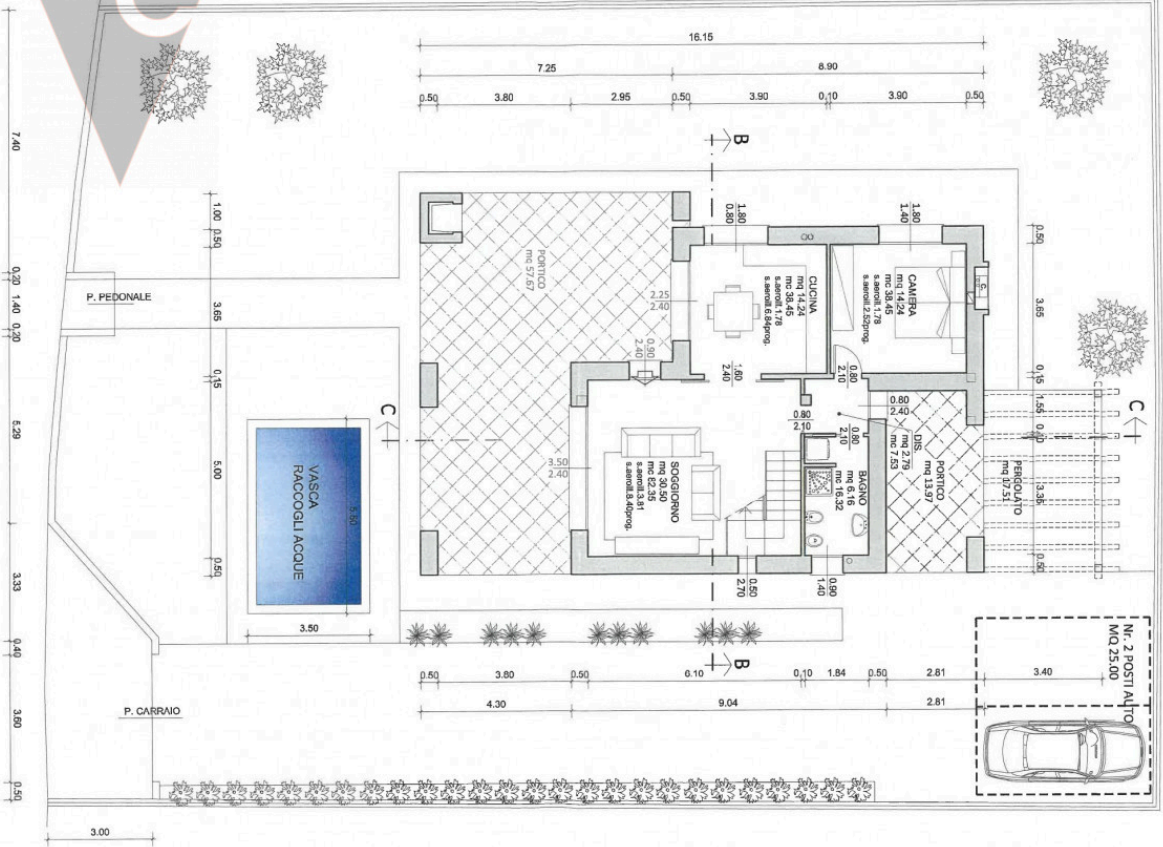 16.15
7.25
8.90
0.50
3.80
2.95
0.50
3.90
0.10
3.90
0.50
B
7.40
0.20
1.40
0.20
5.29
3.33
0.40
3.60
0.50
1.00
0.50
3.65
0.15
5.00
0.50
P. PEDONALE
PORTICO
mc 57.67
1.80
0.80
1.80
1.40
CUCINA
mq 14.24
mc 38.45
s.aeroill.1.78
s.aeroill.6.84prog.
CAMERA
mq 14.24
mc 38.45
s.aeroill.1.78
s.aeroill.2.52prog.
C.
2.25
2.40
0.90
2.40
1.60
2.40
0.80
2.10
0.80
2.10
0.80
2.10
0.80
2.40
DIS.
mq 2.79
mc 7.53
PORTICO
mq 13.97
PERGOLATO
mq 17.51
0.50
3.65
0.15
1.55
3.35
0.50
C
C
3.50
2.40
SOGGIORNO
mq 30.50
mc 82.35
s.aeroill.3.81
s.aeroill.8.40prog.
BAGNO
mq 6.16
mc 16.32
0.50
2.70
0.90
1.40
VASCA
RACCOGLI ACQUE
5.50
3.50
B
Nr. 2 POSTI AUTO
MQ 25.00
0.50
3.80
0.50
6.10
0.10
1.84
0.50
2.81
3.40
4.30
9.04
2.81
P. CARRAIO
3.00